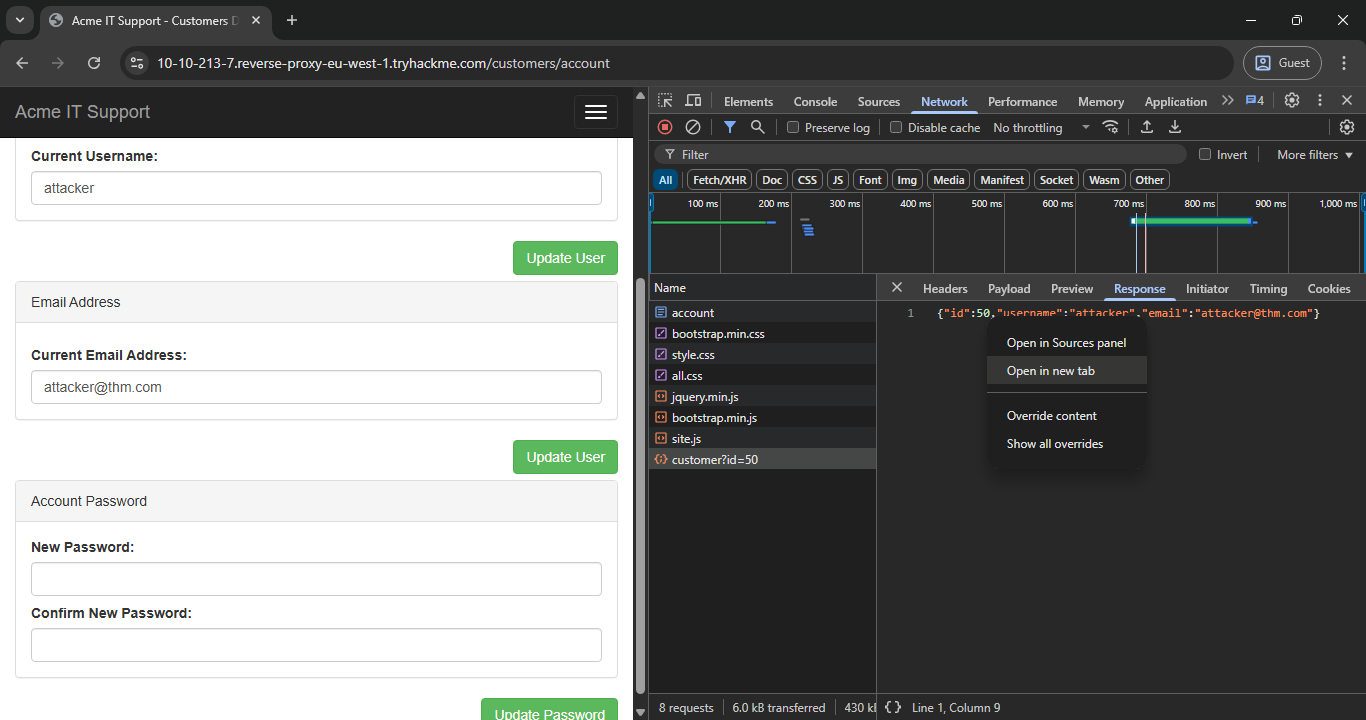 Acme IT Support - Customers D
10-10-213-7.reverse-proxy-eu-west-1.tryhackme.com/customers/account
Guest
Acme IT Support
Current Username:
attacker
Update User
Email Address
Current Email Address:
attacker@thm.com
Update User
Account Password
New Password:
Confirm New Password:
Update Password
Elements Console Sources Network Performance Memory Application 4
Preserve log Disable cache No throttling
Filter Invert More filters
All Fetch/XHR Doc CSS JS Font Img Media Manifest Socket Wasm Other
100 ms 200 ms 300 ms 400 ms 500 ms 600 ms 700 ms 800 ms 900 ms 1,000 ms
Name
account
bootstrap.min.css
style.css
all.css
jquery.min.js
bootstrap.min.js
site.js
customer?id=50
Headers Payload Preview Response Initiator Timing Cookies
1 {"id":50,"username":"attacker","email":"attacker@thm.com"}
Open in Sources panel
Open in new tab
Override content
Show all overrides
8 requests 6.0 kB transferred 430 k
{} Line 1, Column 9